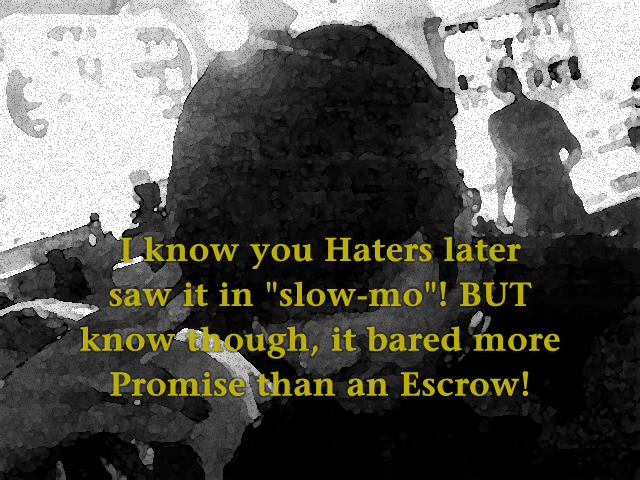 I know you Haters later
saw it in "slow-mo"! BUT
know though, it bared more
Promise than an Escrow!